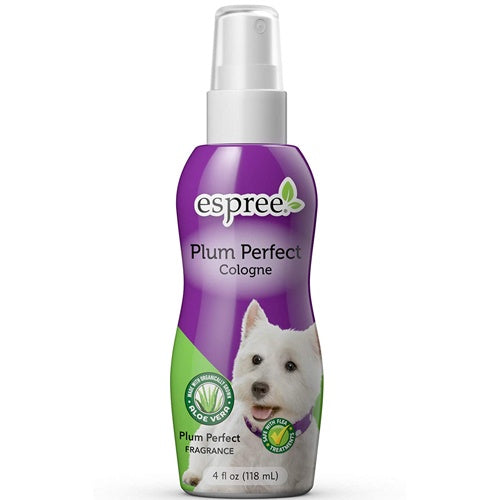 espree
Plum Perfect
Cologne
MADE WITH ORGANICALLY GROWN
ALOE VERA
SAFE WITH FLEA
TREATMENTS
Plum Perfect
FRAGRANCE
4 fl oz (118 mL)